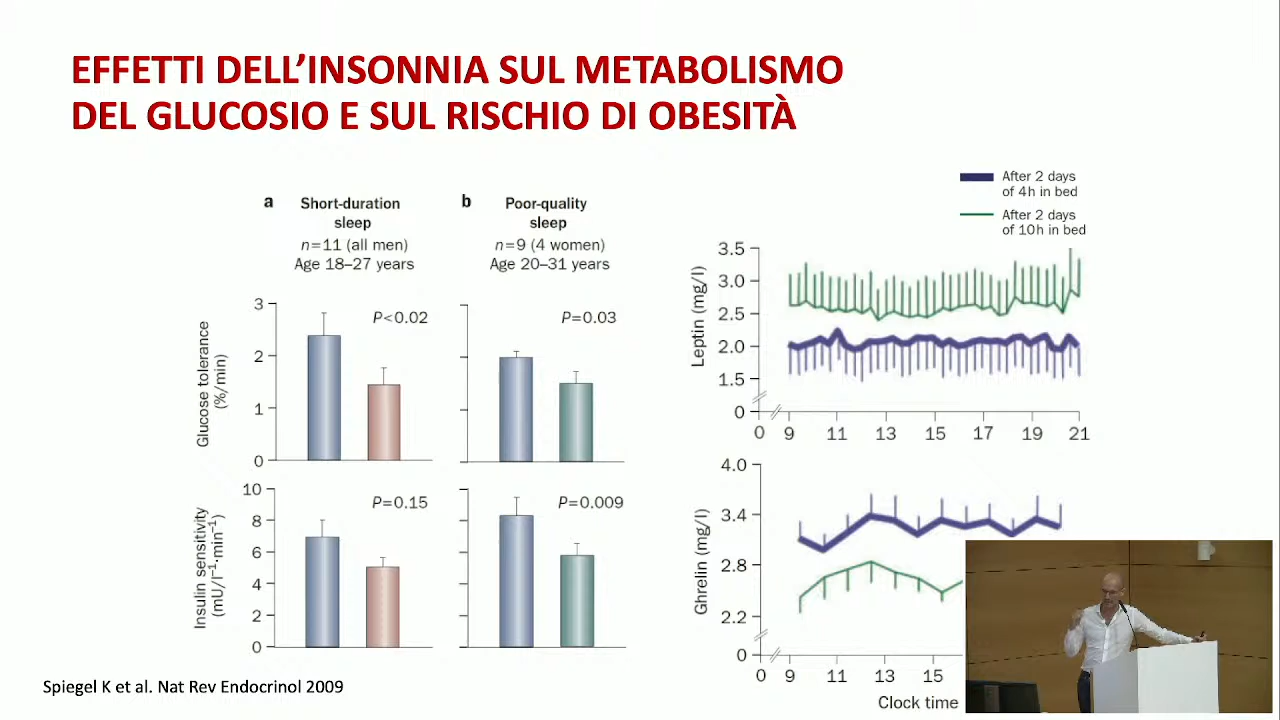 EFFETTI DELL'INSONNIA SUL METABOLISMO
DEL GLUCOSIO E SUL RISCHIO DI OBESITÀ
a Short-duration
sleep
n=11 (all men)
Age 18–27 years
b Poor-quality
sleep
n=9 (4 women)
Age 20–31 years
Glucose tolerance
(%/min)
3
2
1
0
P<0.02
P=0.03
Insulin sensitivity
(mU/l⁻¹·min⁻¹)
10
8
6
4
2
0
P=0.15
P=0.009
After 2 days
of 4h in bed
After 2 days
of 10h in bed
Leptin (mg/l)
3.5
3.0
2.5
2.0
1.5
0
0 9 11 13 15 17 19 21
Ghrelin (mg/l)
4.0
3.4
2.8
2.2
0
0 9 11 13 15
Clock time
Spiegel K et al. Nat Rev Endocrinol 2009